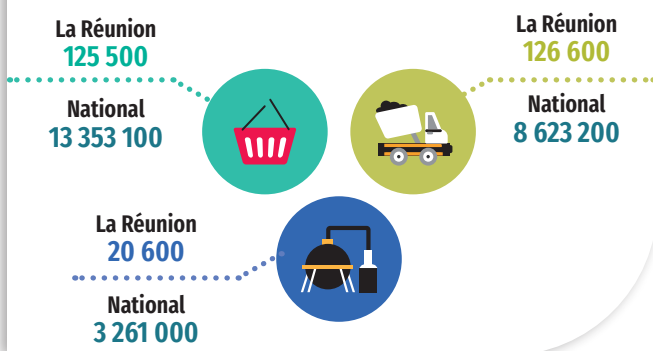 La Réunion
125 500
National
13 353 100
La Réunion
126 600
National
8 623 200
La Réunion
20 600
National
3 261 000